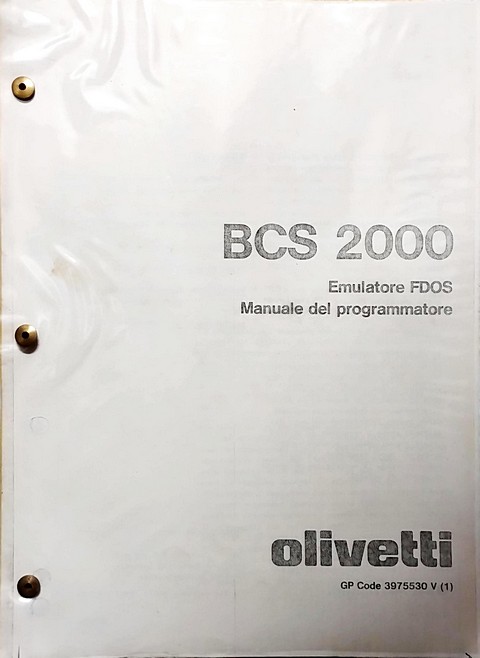 BCS 2000
Emulatore FDOS
Manuale del programmatore
olivetti
GP Code 3975530 V (1)